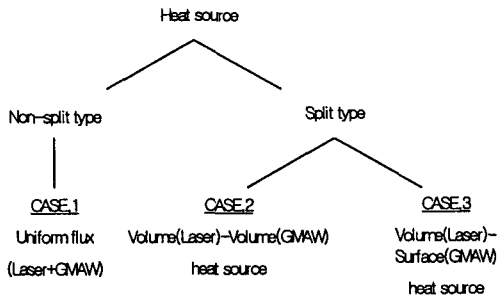 Heat source
Non-split type
Split type
CASE.1
Uniform flux
(Laser+GMAW)
CASE.2
Volume(Laser)-Volume(GMAW)
heat source
CASE.3
Volume(Laser)-
Surface(GMAW)
heat source